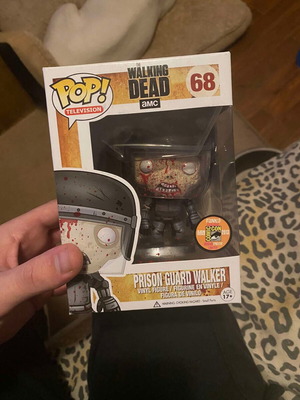 POP!
TELEVISION
THE
WALKING
DEAD
AMC
68
PRISON GUARD WALKER
VINYL FIGURE / FIGURINE EN VINYLE /
FIGURA DE VINILO
17+